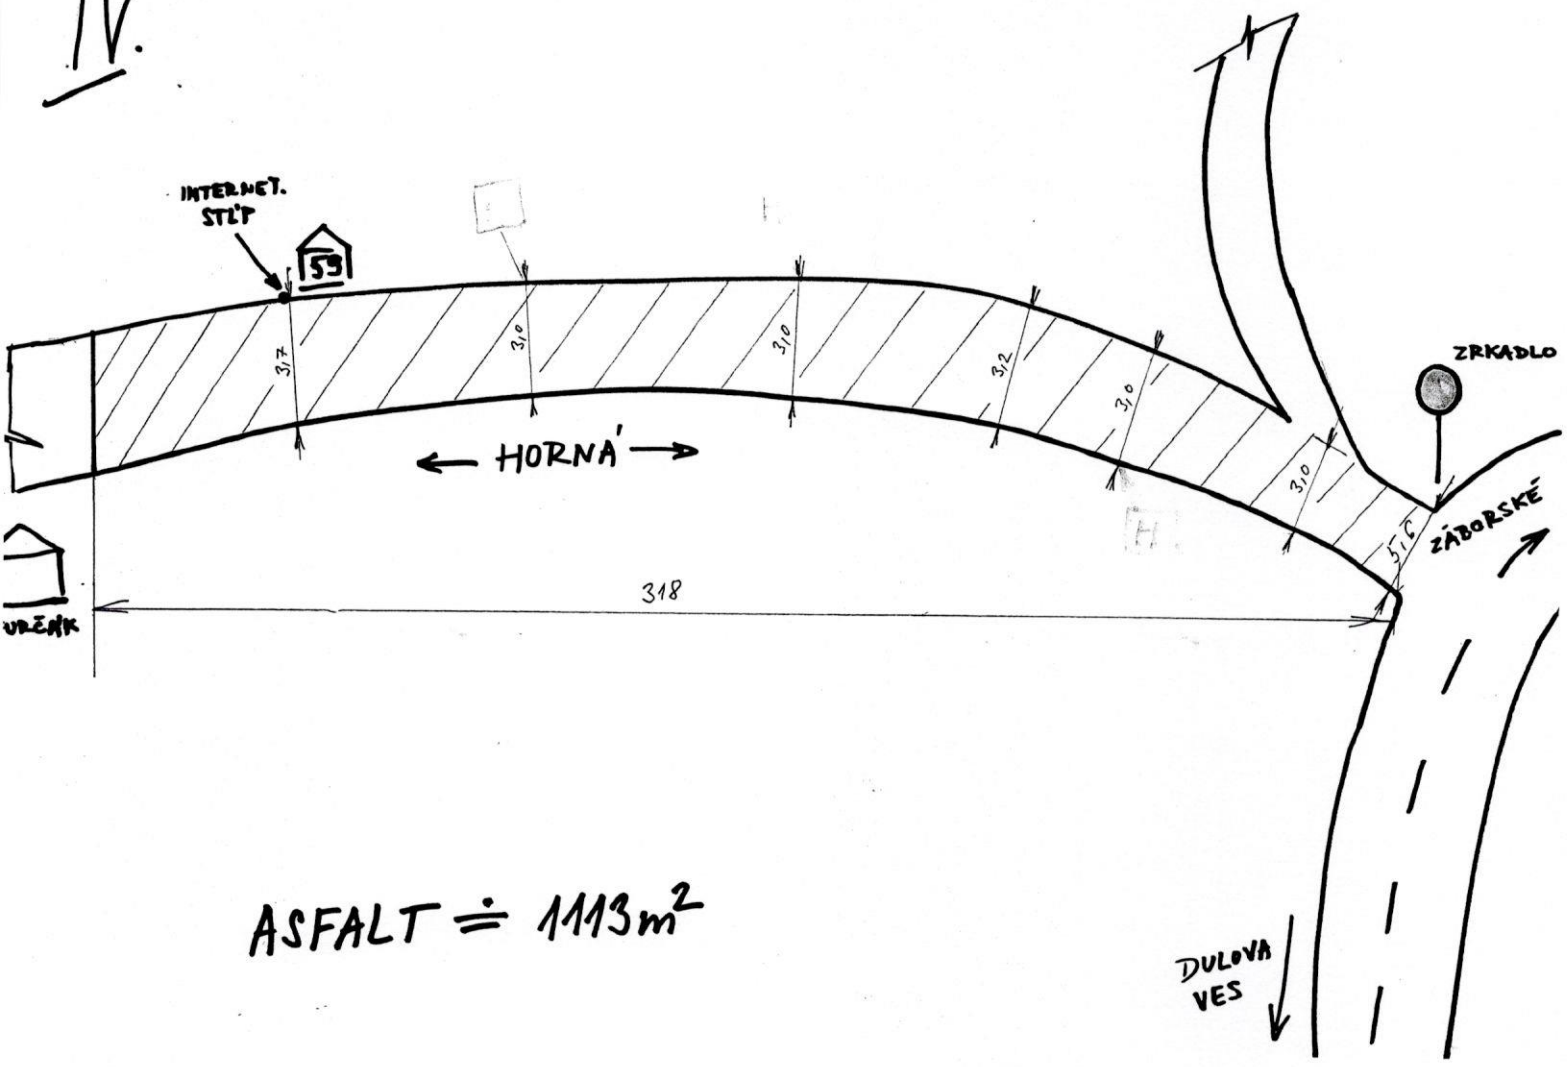 IV.
INTERNET.
STĹP
59
3,7
3,0
3,0
3,2
3,0
3,0
5,6
← HORNÁ →
ZRKADLO
ZÁBORSKÉ
318
ASFALT ≐ 1113m²
DULOVA
VES